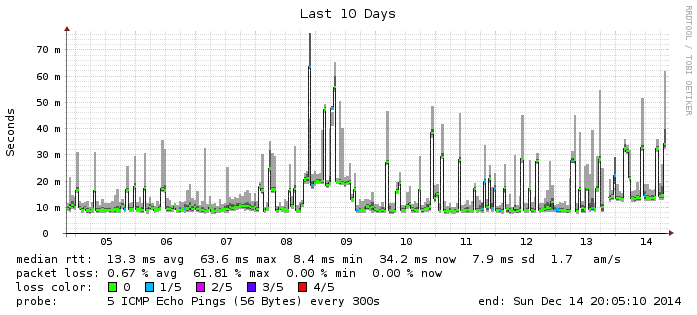 Last 10 Days
RRDTOOL / TOBI OETIKER
Seconds
70 m
60 m
50 m
40 m
30 m
20 m
10 m
0
05 06 07 08 09 10 11 12 13 14
median rtt: 13.3 ms avg 63.6 ms max 8.4 ms min 34.2 ms now 7.9 ms sd 1.7 am/s
packet loss: 0.67 % avg 61.81 % max 0.00 % min 0.00 % now
loss color: 0 1/5 2/5 3/5 4/5
probe: 5 ICMP Echo Pings (56 Bytes) every 300s end: Sun Dec 14 20:05:10 2014